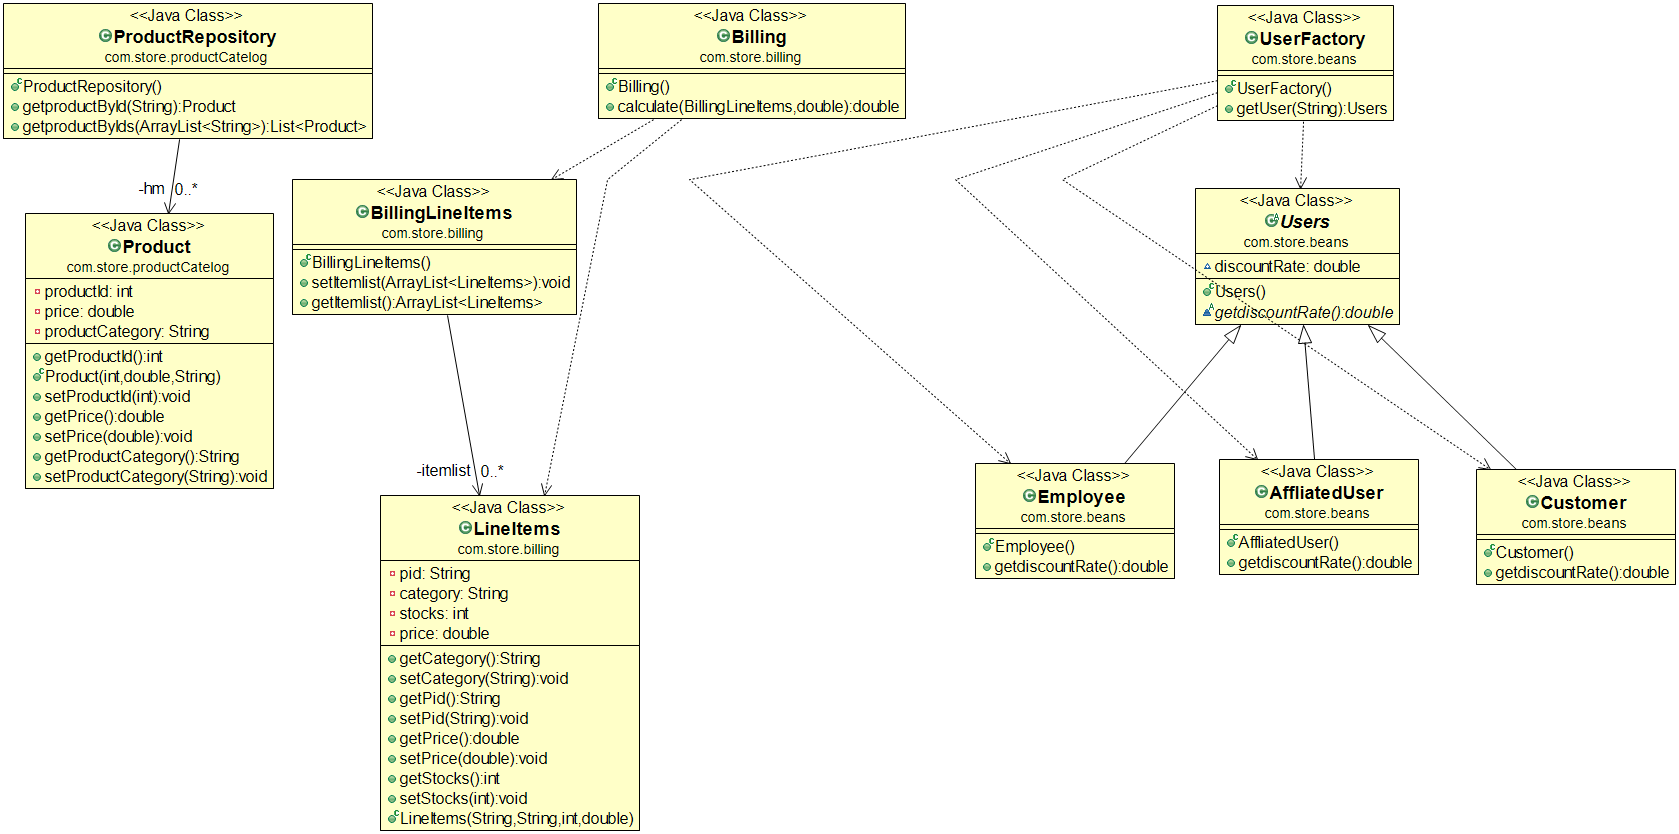 <<Java Class>>
ProductRepository
com.store.productCatelog
ProductRepository()
getproductById(String):Product
getproductByIds(ArrayList<String>):List<Product>
-hm 0..*
<<Java Class>>
Product
com.store.productCatelog
productId: int
price: double
productCategory: String
getProductId():int
Product(int,double,String)
setProductId(int):void
getPrice():double
setPrice(double):void
getProductCategory():String
setProductCategory(String):void
<<Java Class>>
Billing
com.store.billing
Billing()
calculate(BillingLineItems,double):double
<<Java Class>>
BillingLineItems
com.store.billing
BillingLineItems()
setItemlist(ArrayList<LineItems>):void
getItemlist():ArrayList<LineItems>
-itemlist 0..*
<<Java Class>>
LineItems
com.store.billing
pid: String
category: String
stocks: int
price: double
getCategory():String
setCategory(String):void
getPid():String
setPid(String):void
getPrice():double
setPrice(double):void
getStocks():int
setStocks(int):void
LineItems(String,String,int,double)
<<Java Class>>
UserFactory
com.store.beans
UserFactory()
getUser(String):Users
<<Java Class>>
Users
com.store.beans
discountRate: double
Users()
getdiscountRate():double
<<Java Class>>
Employee
com.store.beans
Employee()
getdiscountRate():double
<<Java Class>>
AffliatedUser
com.store.beans
AffliatedUser()
getdiscountRate():double
<<Java Class>>
Customer
com.store.beans
Customer()
getdiscountRate():double